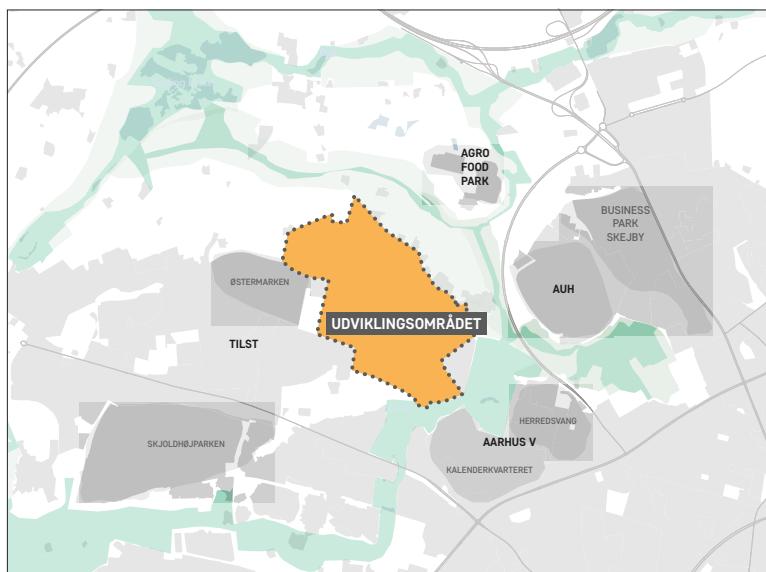 AGRO
FOOD
PARK
BUSINESS
PARK
SKEJBY
ØSTERMARKEN
AUH
UDVIKLINGSOMRÅDET
TILST
HERREDSVANG
SKJOLDHØJPARKEN
AARHUS V
KALENDERKVARTERET